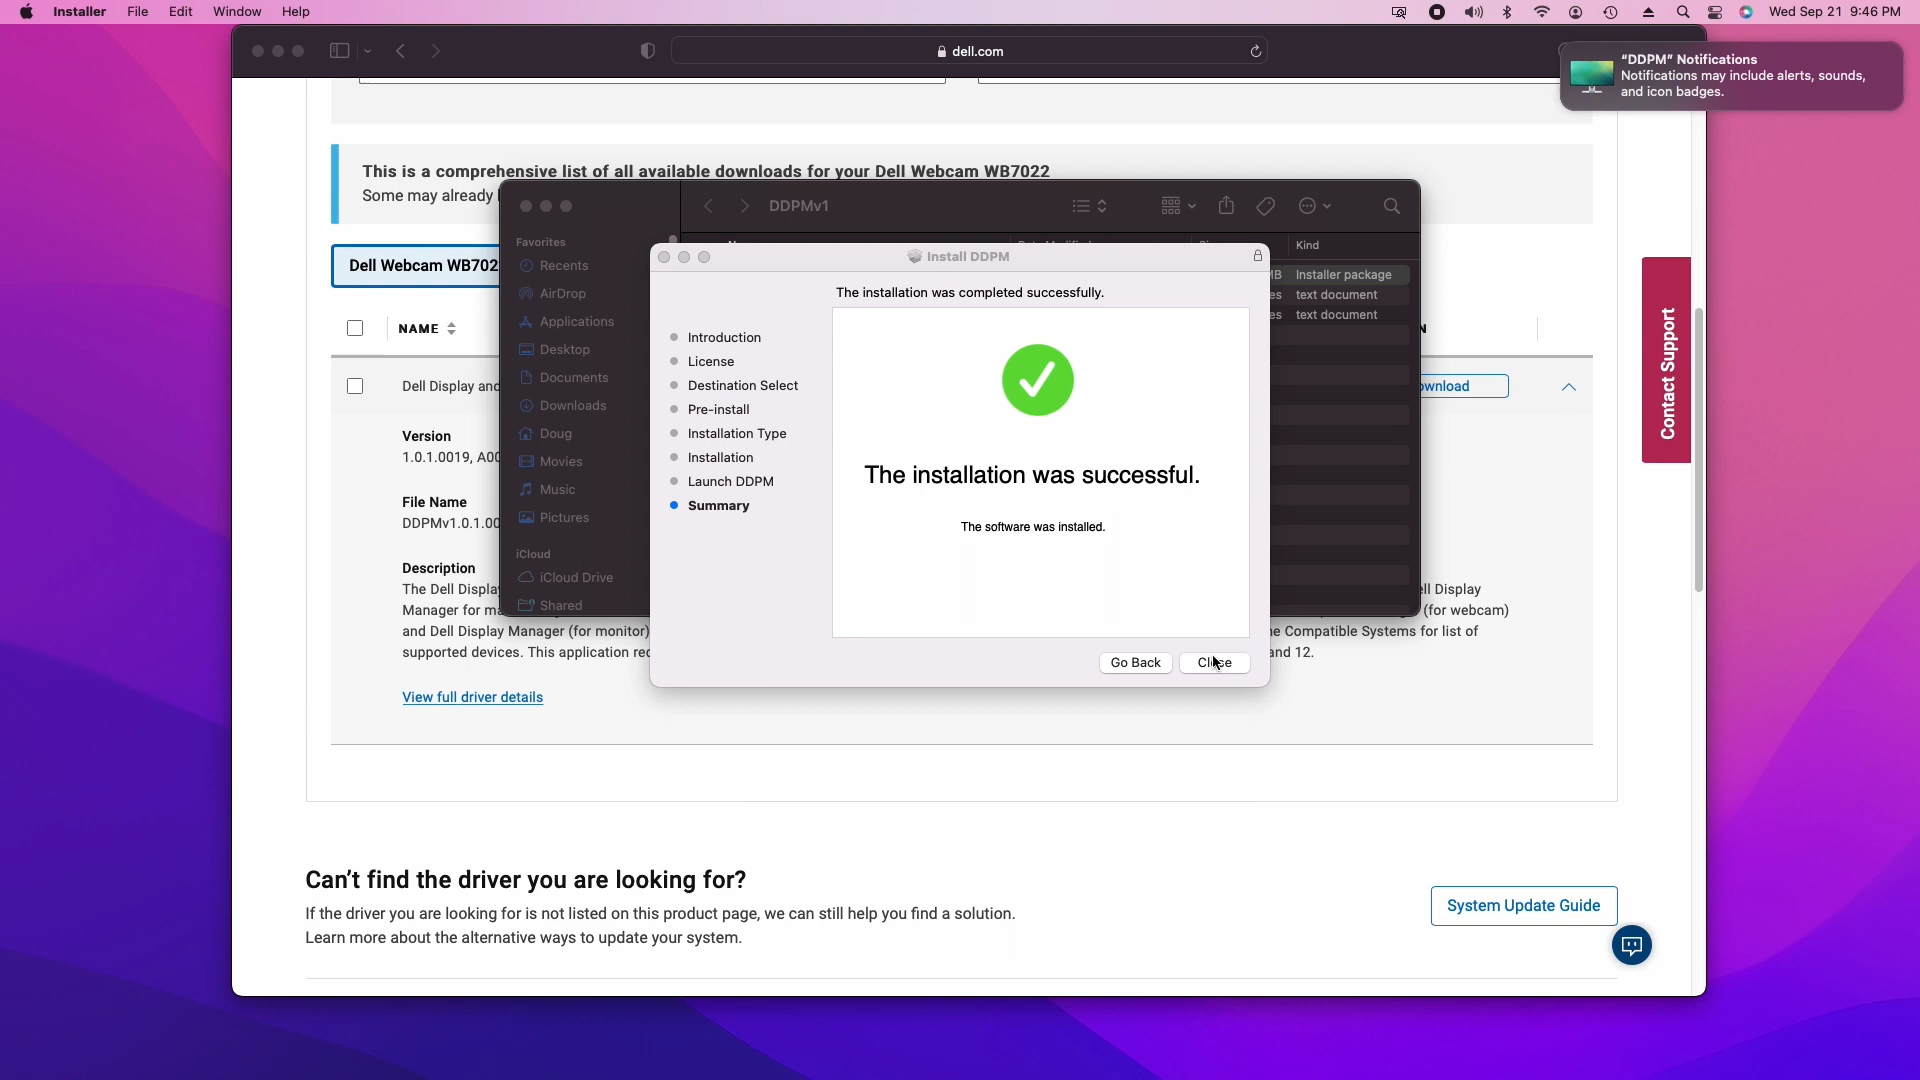 Installer File Edit Window Help
Wed Sep 21 9:46 PM
dell.com
"DDPM" Notifications
Notifications may include alerts, sounds,
and icon badges.
This is a comprehensive list of all available downloads for your Dell Webcam WB7022
Some may already
DDPMv1
Favorites
Kind
Dell Webcam WB702
Recents
Install DDPM
Installer package
AirDrop
The installation was completed successfully.
text document
Applications
text document
NAME
Introduction
Desktop
License
Documents
Destination Select
Dell Display and
Downloads
Pre-install
Version
Doug
Installation Type
1.0.1.0019, A00
Movies
Installation
Music
Launch DDPM
The installation was successful.
File Name
Pictures
Summary
DDPMv1.0.1.00
The software was installed.
iCloud
Description
iCloud Drive
The Dell Display
Manager for ma
Shared
and Dell Display Manager (for monitor)
supported devices. This application req
ell Display
(for webcam)
Compatible Systems for list of
and 12.
Go Back Close
View full driver details
Contact Support
Can't find the driver you are looking for?
If the driver you are looking for is not listed on this product page, we can still help you find a solution.
Learn more about the alternative ways to update your system.
System Update Guide